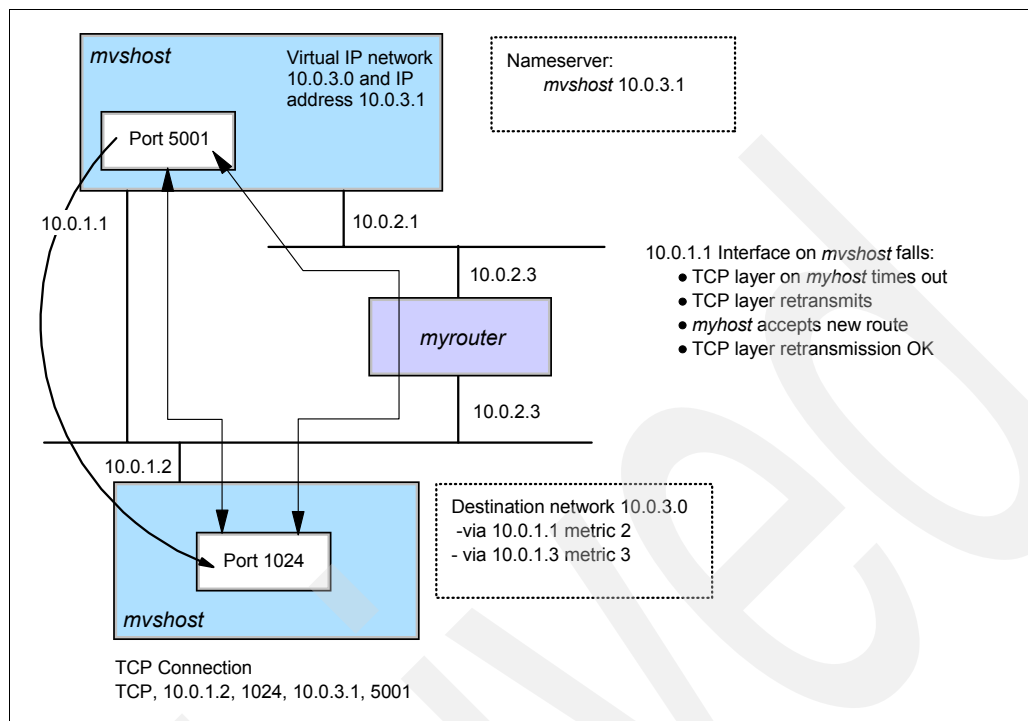 mvshost
Virtual IP network
10.0.3.0 and IP
address 10.0.3.1
Port 5001
Nameserver:
mvshost 10.0.3.1
10.0.1.1
10.0.2.1
10.0.2.3
myrouter
10.0.2.3
10.0.1.1 Interface on mvshost falls:
● TCP layer on myhost times out
● TCP layer retransmits
● myhost accepts new route
● TCP layer retransmission OK
10.0.1.2
Port 1024
mvshost
Destination network 10.0.3.0
-via 10.0.1.1 metric 2
- via 10.0.1.3 metric 3
TCP Connection
TCP, 10.0.1.2, 1024, 10.0.3.1, 5001